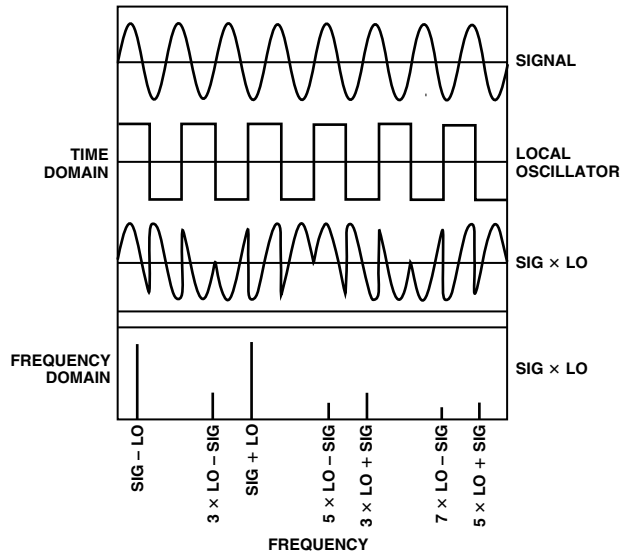 SIGNAL
TIME
DOMAIN
LOCAL
OSCILLATOR
SIG × LO
FREQUENCY
DOMAIN
SIG × LO
SIG – LO
3 × LO – SIG
SIG + LO
5 × LO – SIG
3 × LO + SIG
7 × LO – SIG
5 × LO + SIG
FREQUENCY